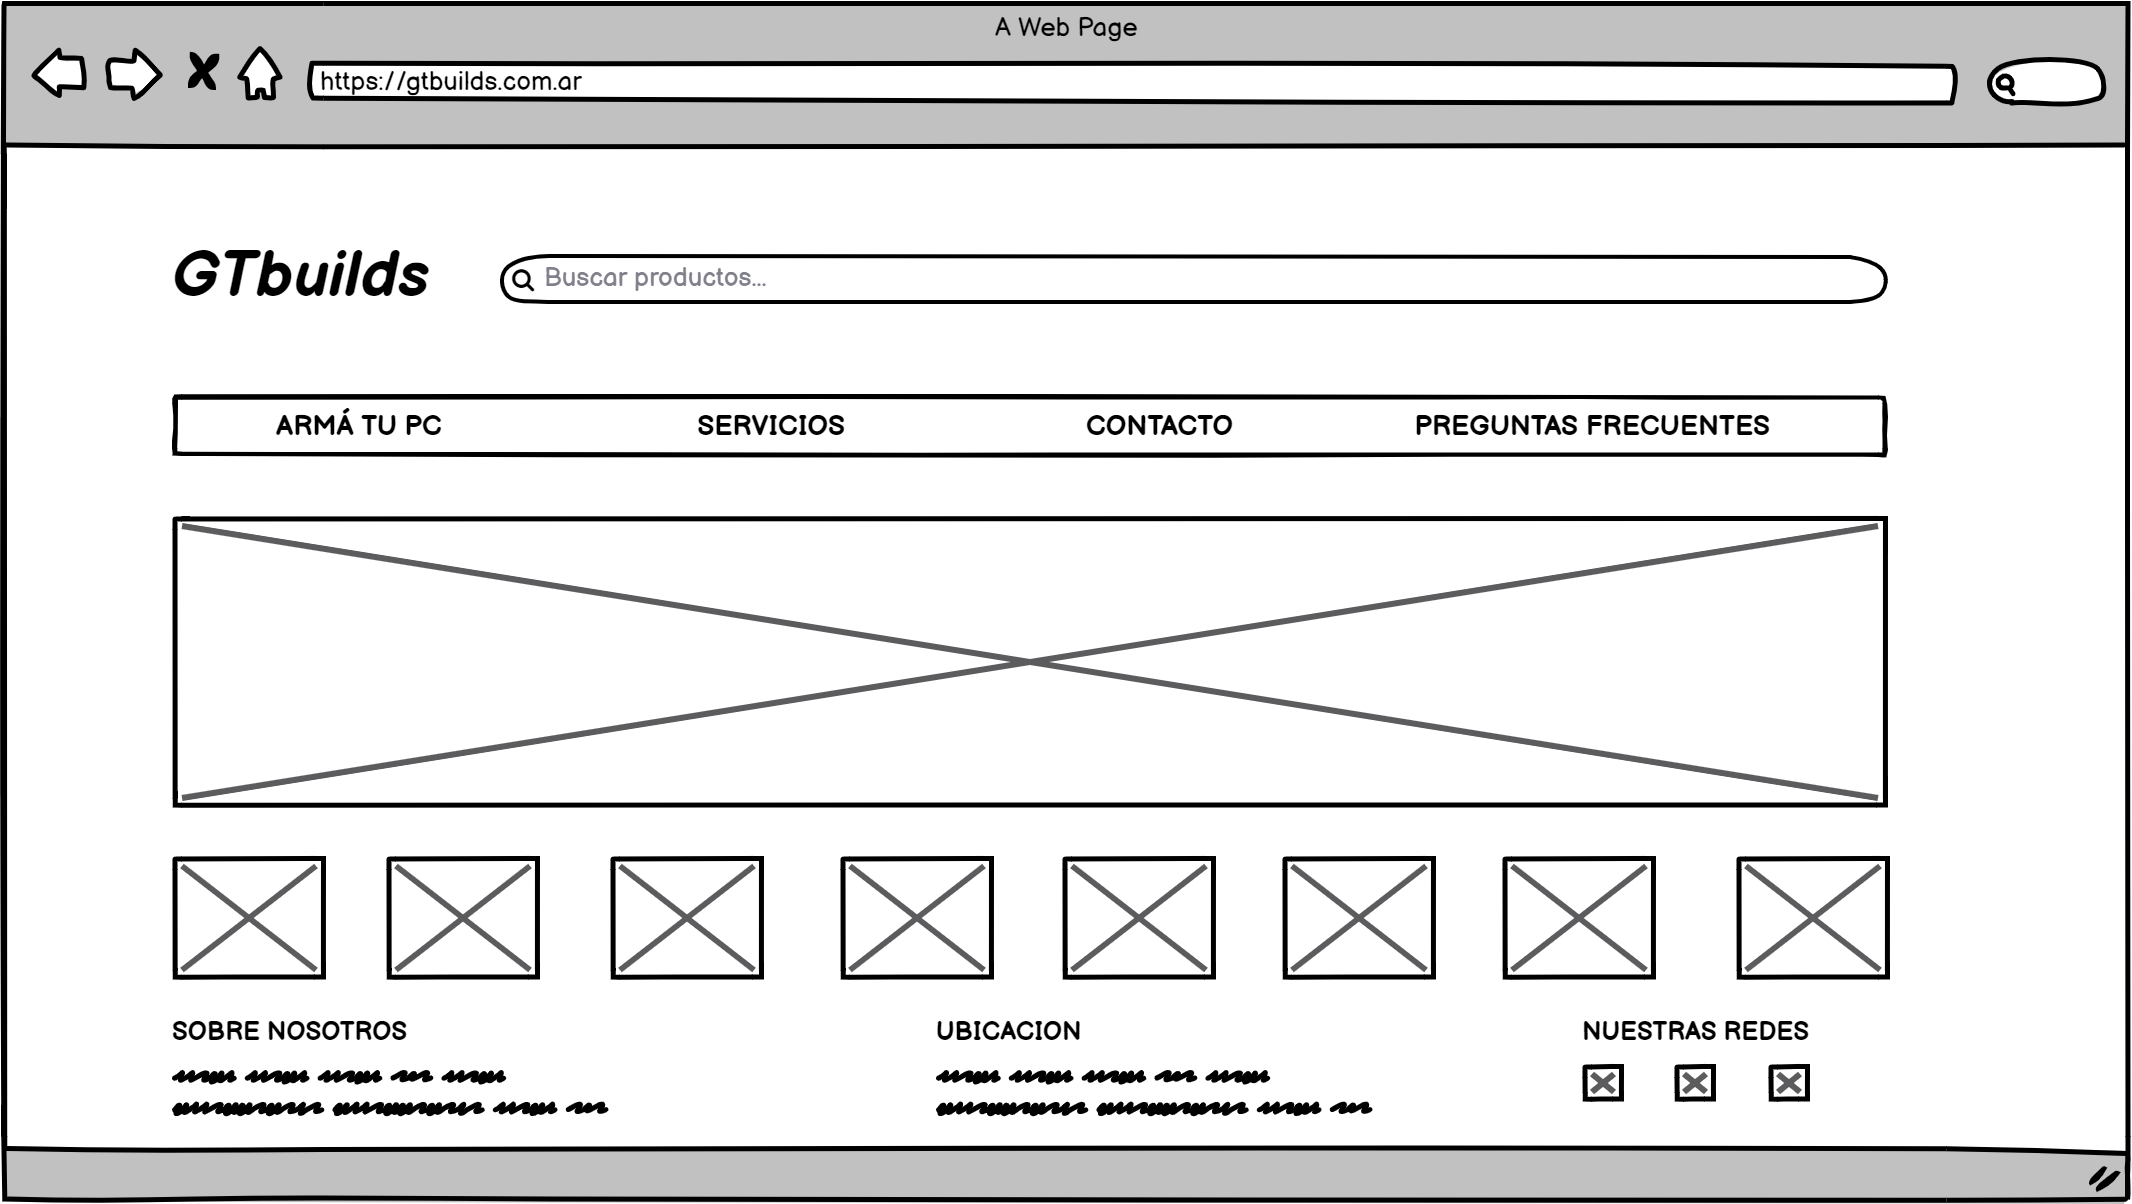 A Web Page
https://gtbuilds.com.ar
GTbuilds
Buscar productos...
ARMÁ TU PC
SERVICIOS
CONTACTO
PREGUNTAS FRECUENTES
SOBRE NOSOTROS
UBICACION
NUESTRAS REDES